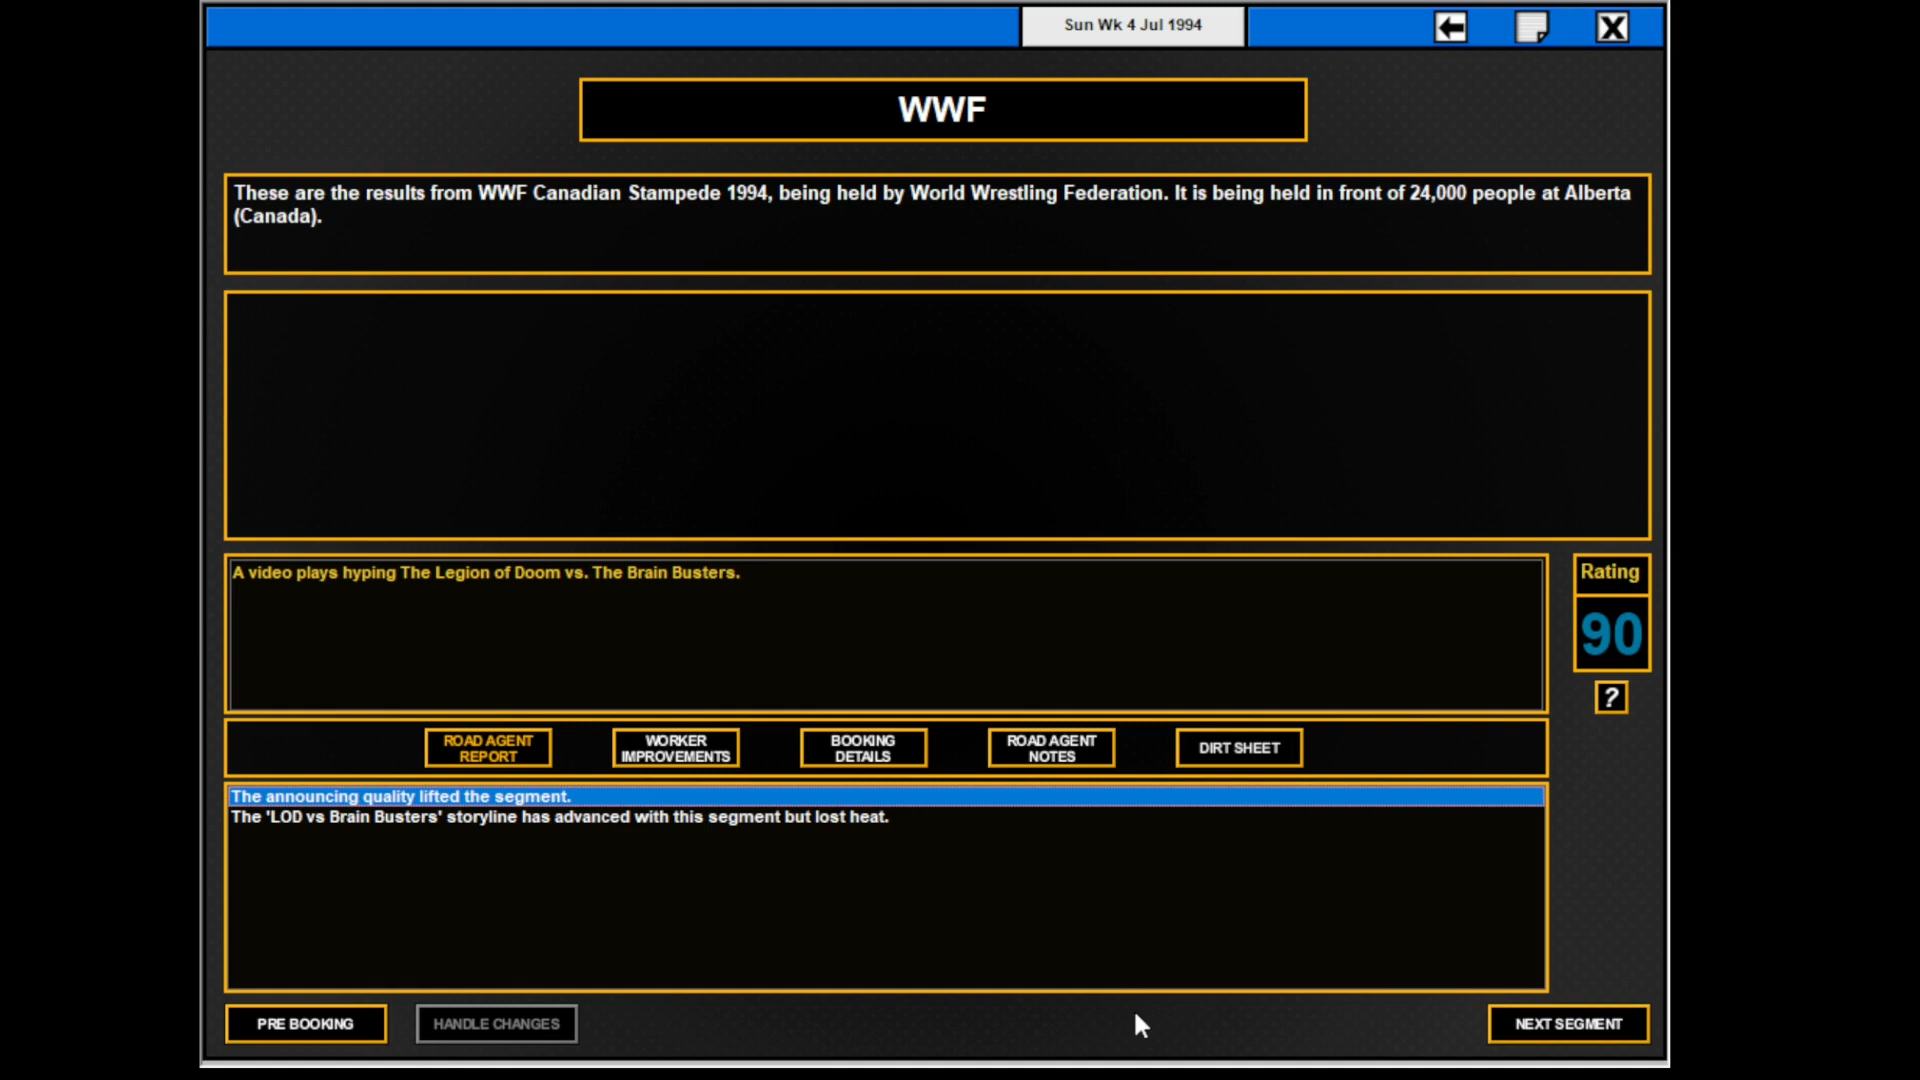 Sun Wk 4 Jul 1994
WWF
These are the results from WWF Canadian Stampede 1994, being held by World Wrestling Federation. It is being held in front of 24,000 people at Alberta
(Canada).
A video plays hyping The Legion of Doom vs. The Brain Busters.
Rating
90
?
ROAD AGENT
REPORT
WORKER
IMPROVEMENTS
BOOKING
DETAILS
ROAD AGENT
NOTES
DIRT SHEET
The announcing quality lifted the segment.
The 'LOD vs Brain Busters' storyline has advanced with this segment but lost heat.
PRE BOOKING
HANDLE CHANGES
NEXT SEGMENT